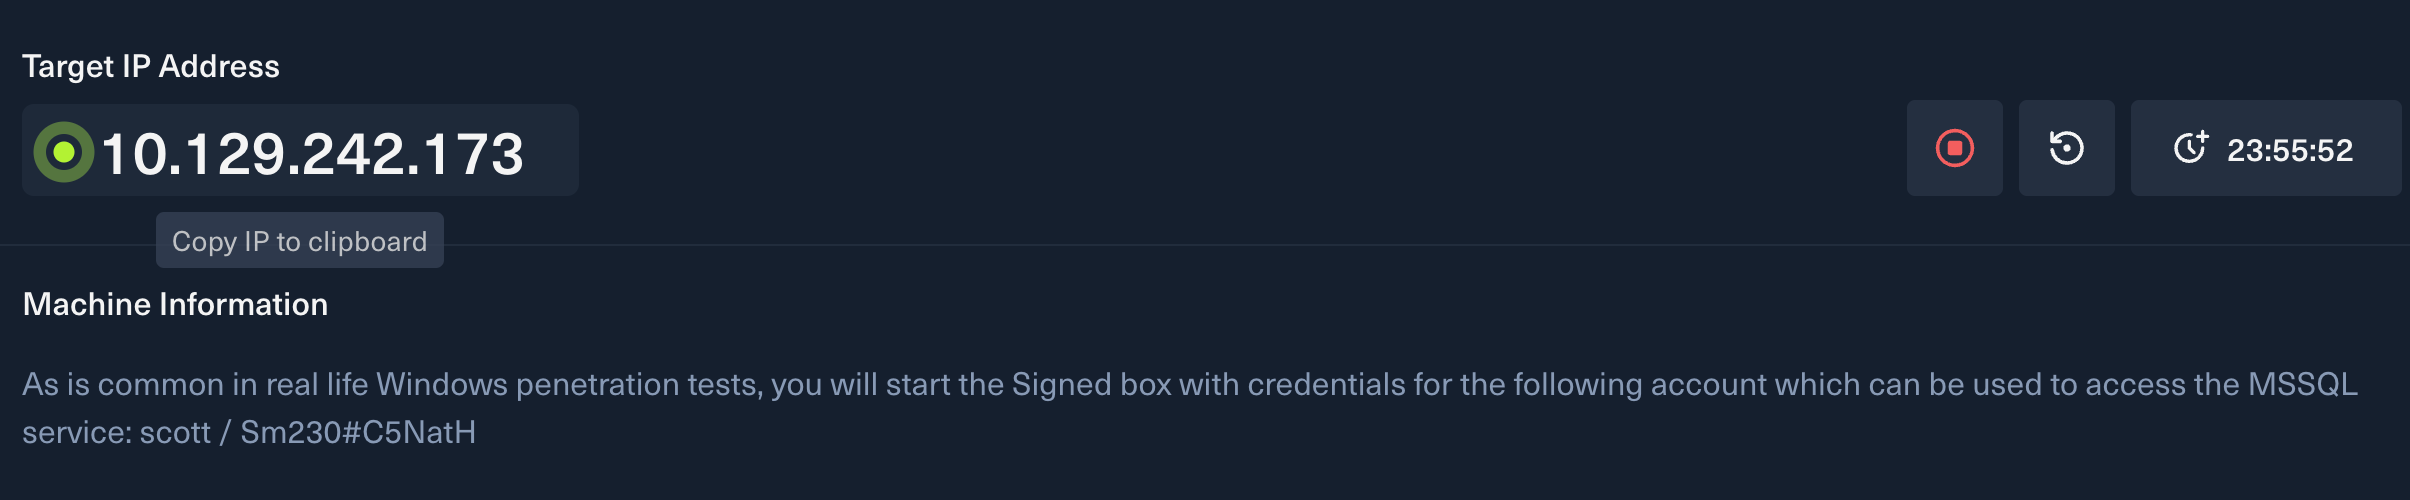 Target IP Address
10.129.242.173
23:55:52
Copy IP to clipboard
Machine Information
As is common in real life Windows penetration tests, you will start the Signed box with credentials for the following account which can be used to access the MSSQL
service: scott / Sm230#C5NatH